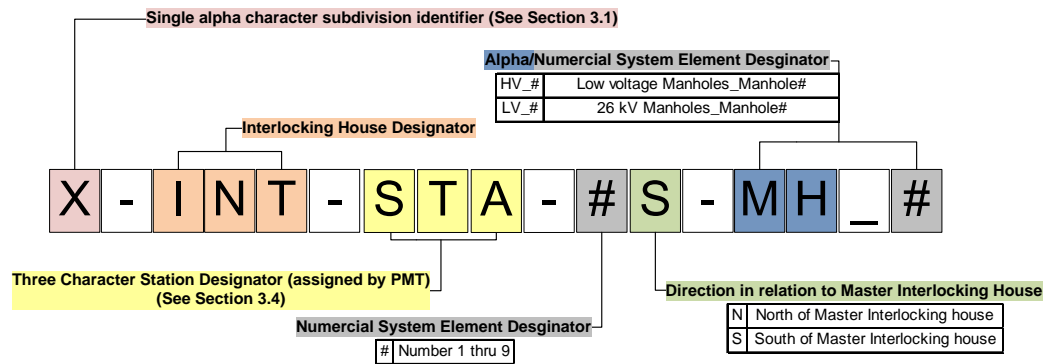 Single alpha character subdivision identifier (See Section 3.1)
Alpha/Numercial System Element Desginator
HV_# Low voltage Manholes_Manhole#
LV_# 26 kV Manholes_Manhole#
Interlocking House Designator
X - I N T - S T A - # S - M H _ #
Three Character Station Designator (assigned by PMT)
(See Section 3.4)
Direction in relation to Master Interlocking House
N North of Master Interlocking house
S South of Master Interlocking house
Numercial System Element Desginator
# Number 1 thru 9